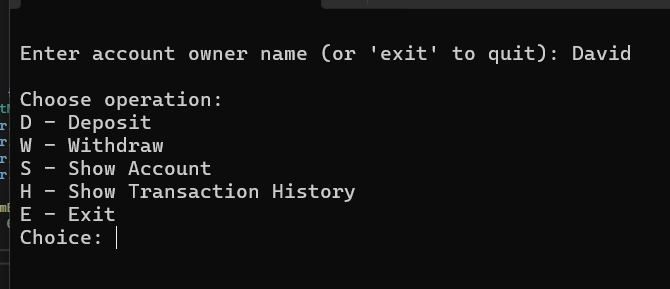 Enter account owner name (or 'exit' to quit): David
Choose operation:
D - Deposit
W - Withdraw
S - Show Account
H - Show Transaction History
E - Exit
Choice: